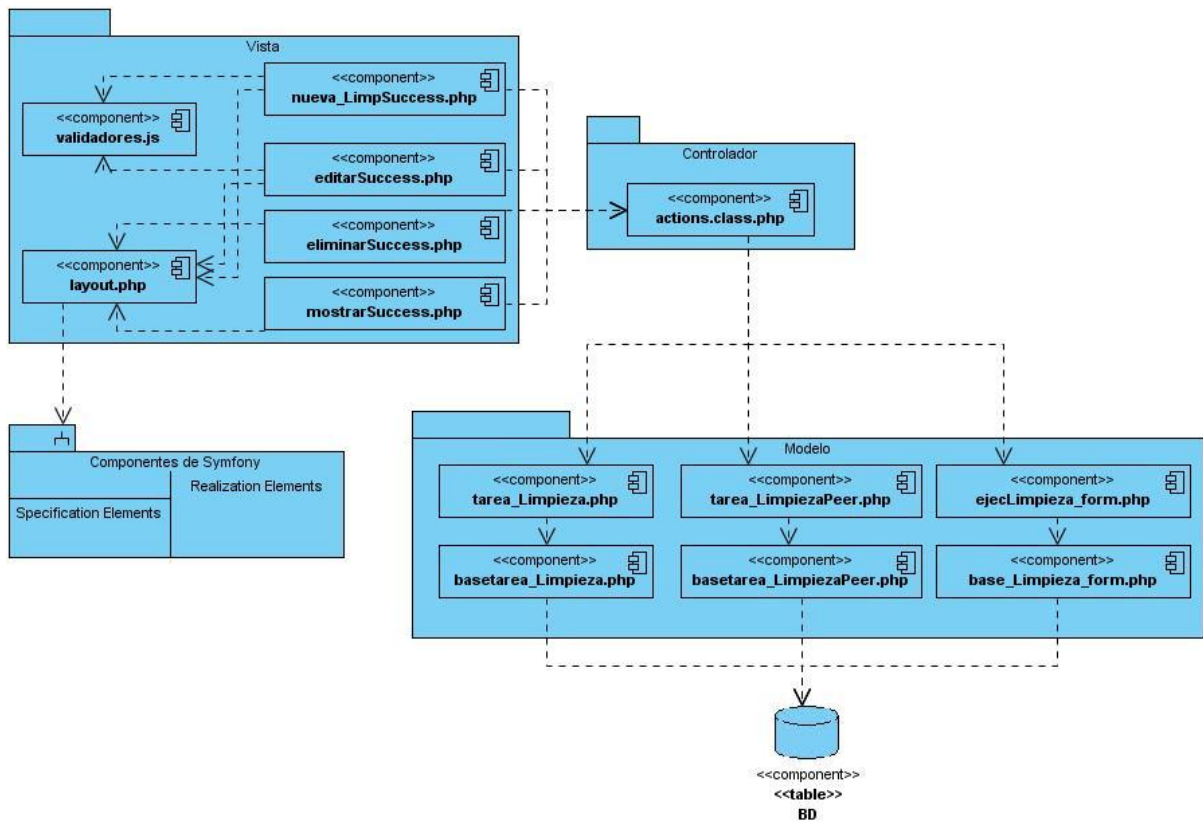 Vista
<<component>>
nueva_LimpSuccess.php
<<component>>
validadores.js
<<component>>
editarSuccess.php
<<component>>
eliminarSuccess.php
<<component>>
layout.php
<<component>>
mostrarSuccess.php
Controlador
<<component>>
actions.class.php
Componentes de Symfony
Realization Elements
Specification Elements
Modelo
<<component>>
tarea_Limpieza.php
<<component>>
tarea_LimpiezaPeer.php
<<component>>
ejecLimpieza_form.php
<<component>>
basetarea_Limpieza.php
<<component>>
basetarea_LimpiezaPeer.php
<<component>>
base_Limpieza_form.php
<<component>>
<<table>>
BD